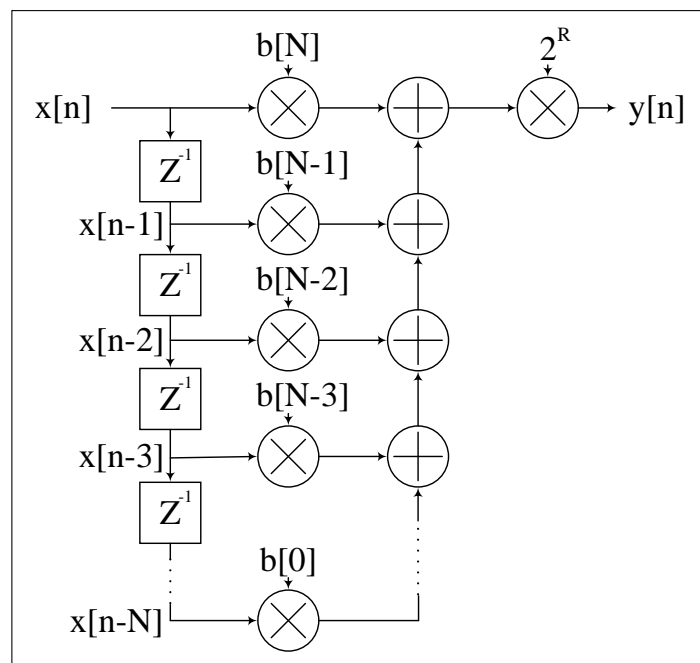 b[N]
2^R
x[n]
y[n]
Z^-1
b[N-1]
x[n-1]
Z^-1
b[N-2]
x[n-2]
Z^-1
b[N-3]
x[n-3]
Z^-1
b[0]
x[n-N]